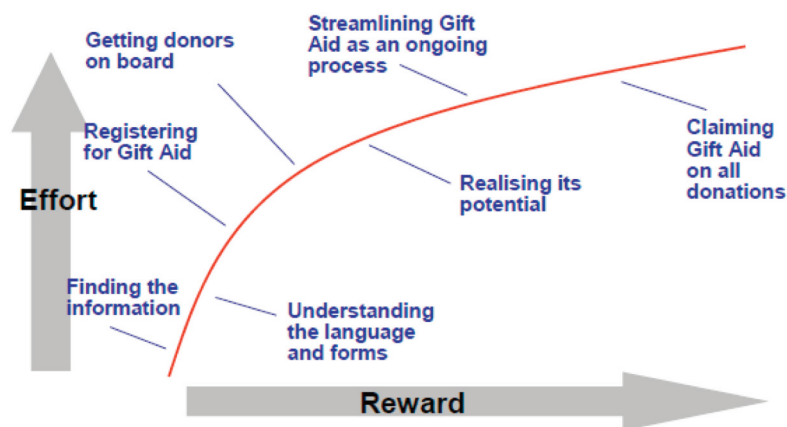 Streamlining Gift
Aid as an ongoing
process
Getting donors
on board
Registering
for Gift Aid
Claiming
Gift Aid
on all
donations
Realising its
potential
Effort
Finding the
information
Understanding
the language
and forms
Reward